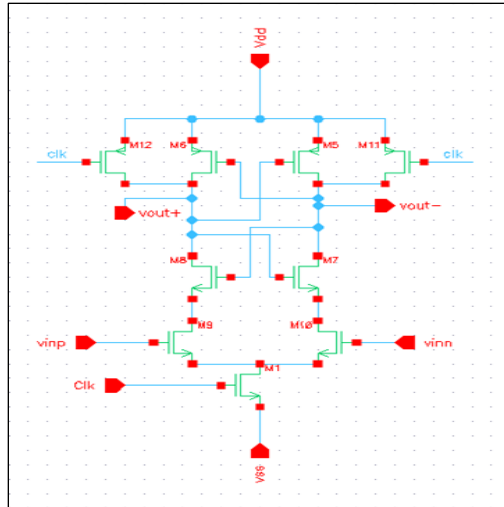 Vdd
clk
M12
M6
M5
M11
clk
vout+
vout-
M8
M7
vinp
M9
M10
vinn
Clk
M1
Vss